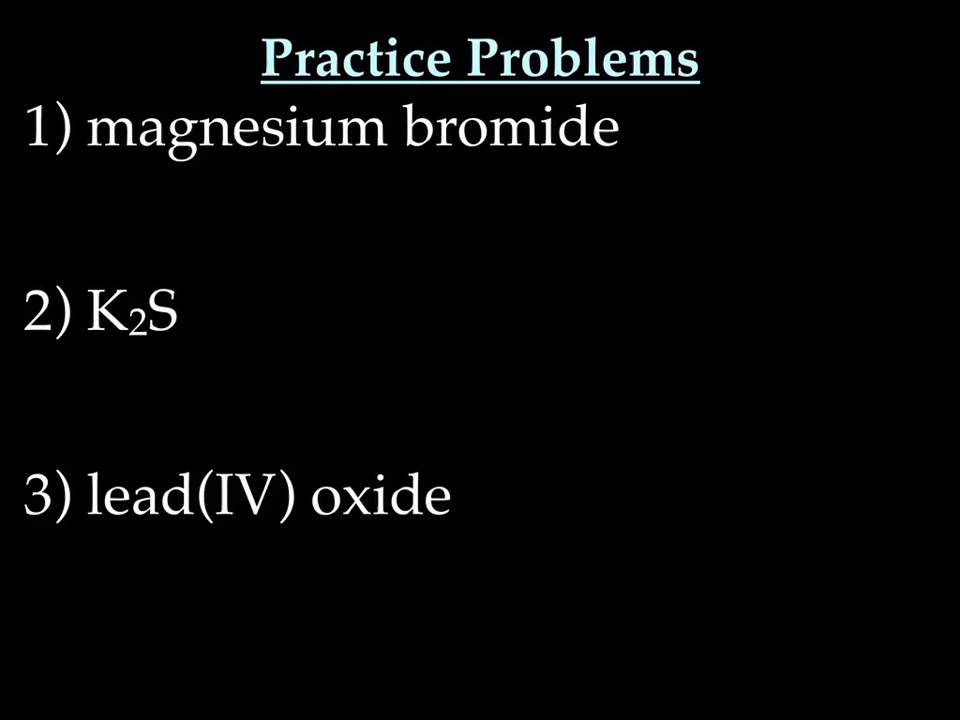 Practice Problems
1) magnesium bromide
2) K₂S
3) lead(IV) oxide